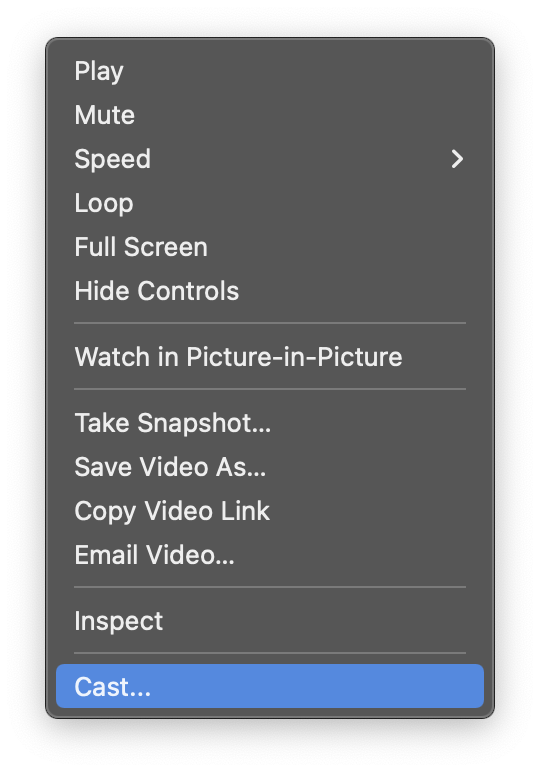 Play
Mute
Speed
Loop
Full Screen
Hide Controls
Watch in Picture-in-Picture
Take Snapshot...
Save Video As...
Copy Video Link
Email Video...
Inspect
Cast...